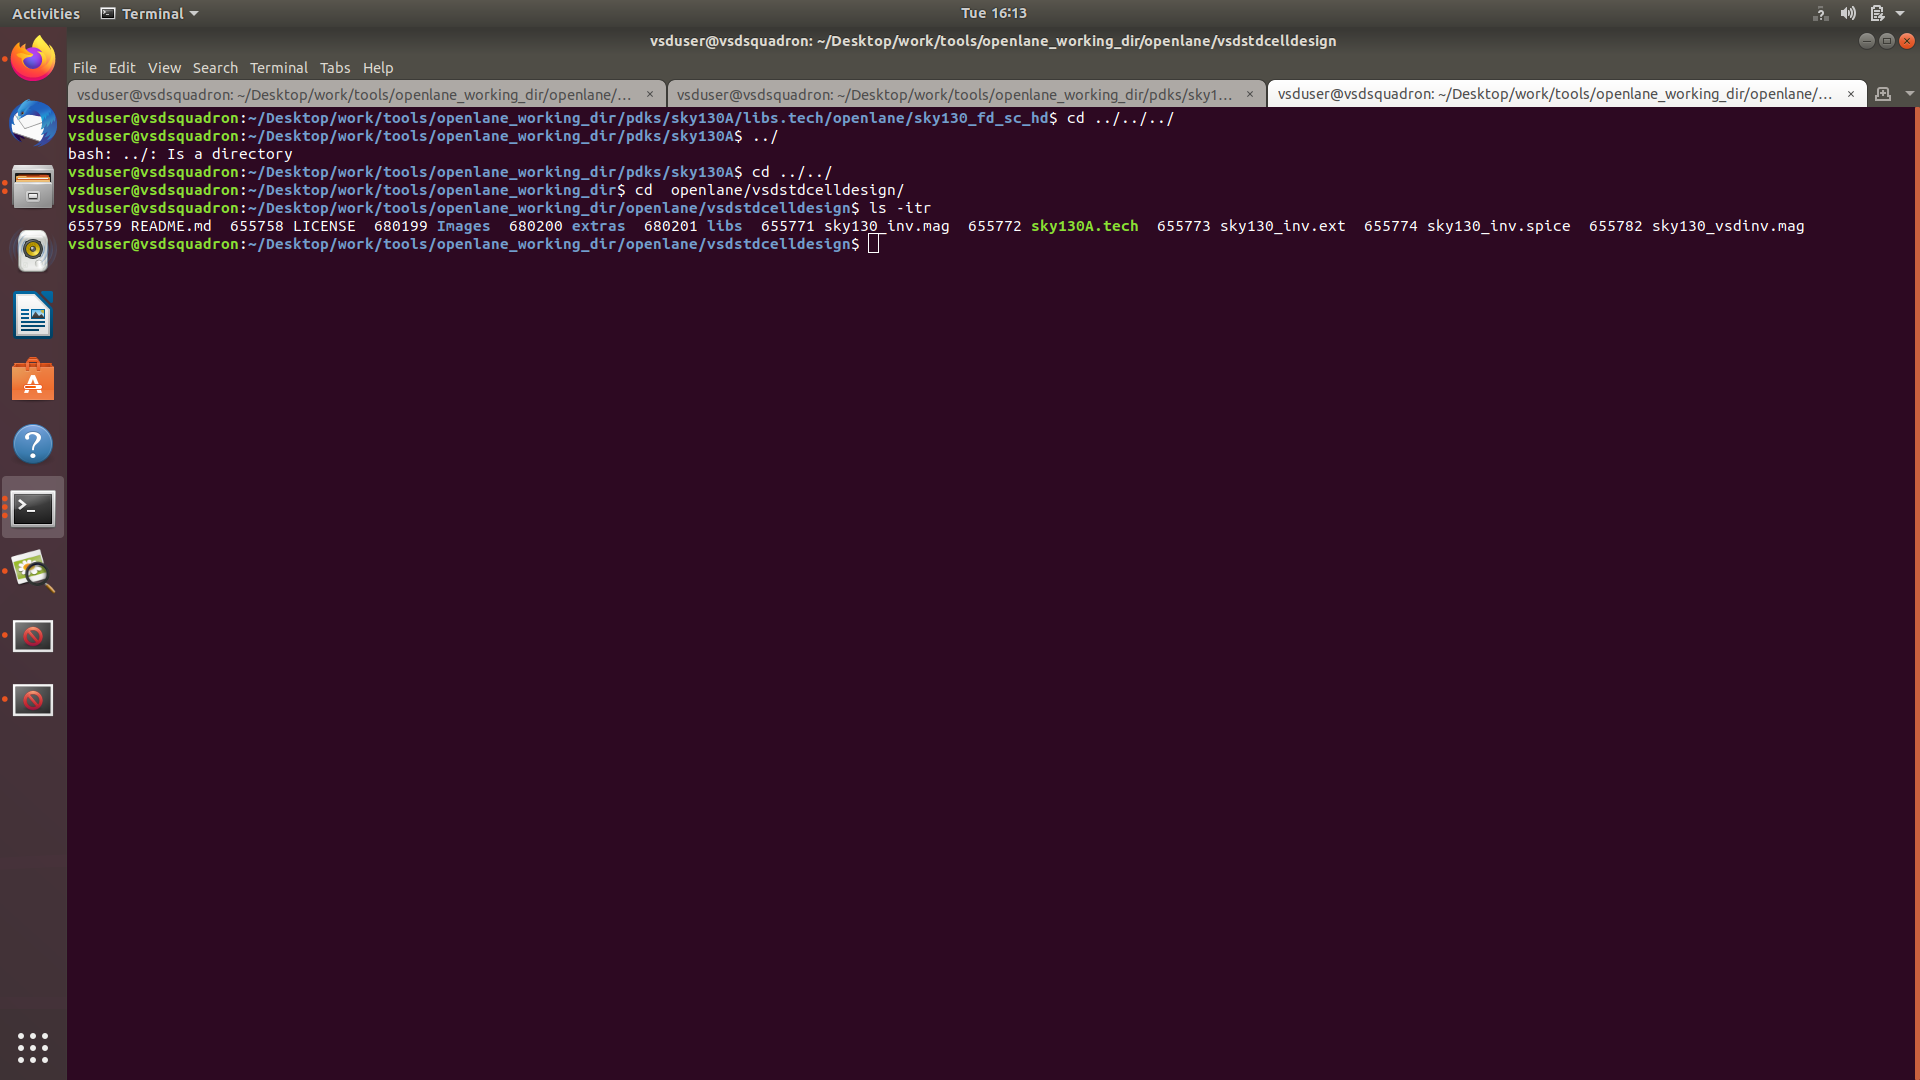 Activities Terminal Tue 16:13
vsduser@vsdsquadron: ~/Desktop/work/tools/openlane_working_dir/openlane/vsdstdcelldesign
File Edit View Search Terminal Tabs Help
vsduser@vsdsquadron: ~/Desktop/work/tools/openlane_working_dir/openlane/... × vsduser@vsdsquadron: ~/Desktop/work/tools/openlane_working_dir/pdks/sky1... × vsduser@vsdsquadron: ~/Desktop/work/tools/openlane_working_dir/openlane/... ×
vsduser@vsdsquadron:~/Desktop/work/tools/openlane_working_dir/pdks/sky130A/libs.tech/openlane/sky130_fd_sc_hd$ cd ../../../
vsduser@vsdsquadron:~/Desktop/work/tools/openlane_working_dir/pdks/sky130A$ ../
bash: ../: Is a directory
vsduser@vsdsquadron:~/Desktop/work/tools/openlane_working_dir/pdks/sky130A$ cd ../../
vsduser@vsdsquadron:~/Desktop/work/tools/openlane_working_dir$ cd  openlane/vsdstdcelldesign/
vsduser@vsdsquadron:~/Desktop/work/tools/openlane_working_dir/openlane/vsdstdcelldesign$ ls -itr
655759 README.md  655758 LICENSE  680199 Images  680200 extras  680201 libs  655771 sky130_inv.mag  655772 sky130A.tech  655773 sky130_inv.ext  655774 sky130_inv.spice  655782 sky130_vsdinv.mag
vsduser@vsdsquadron:~/Desktop/work/tools/openlane_working_dir/openlane/vsdstdcelldesign$